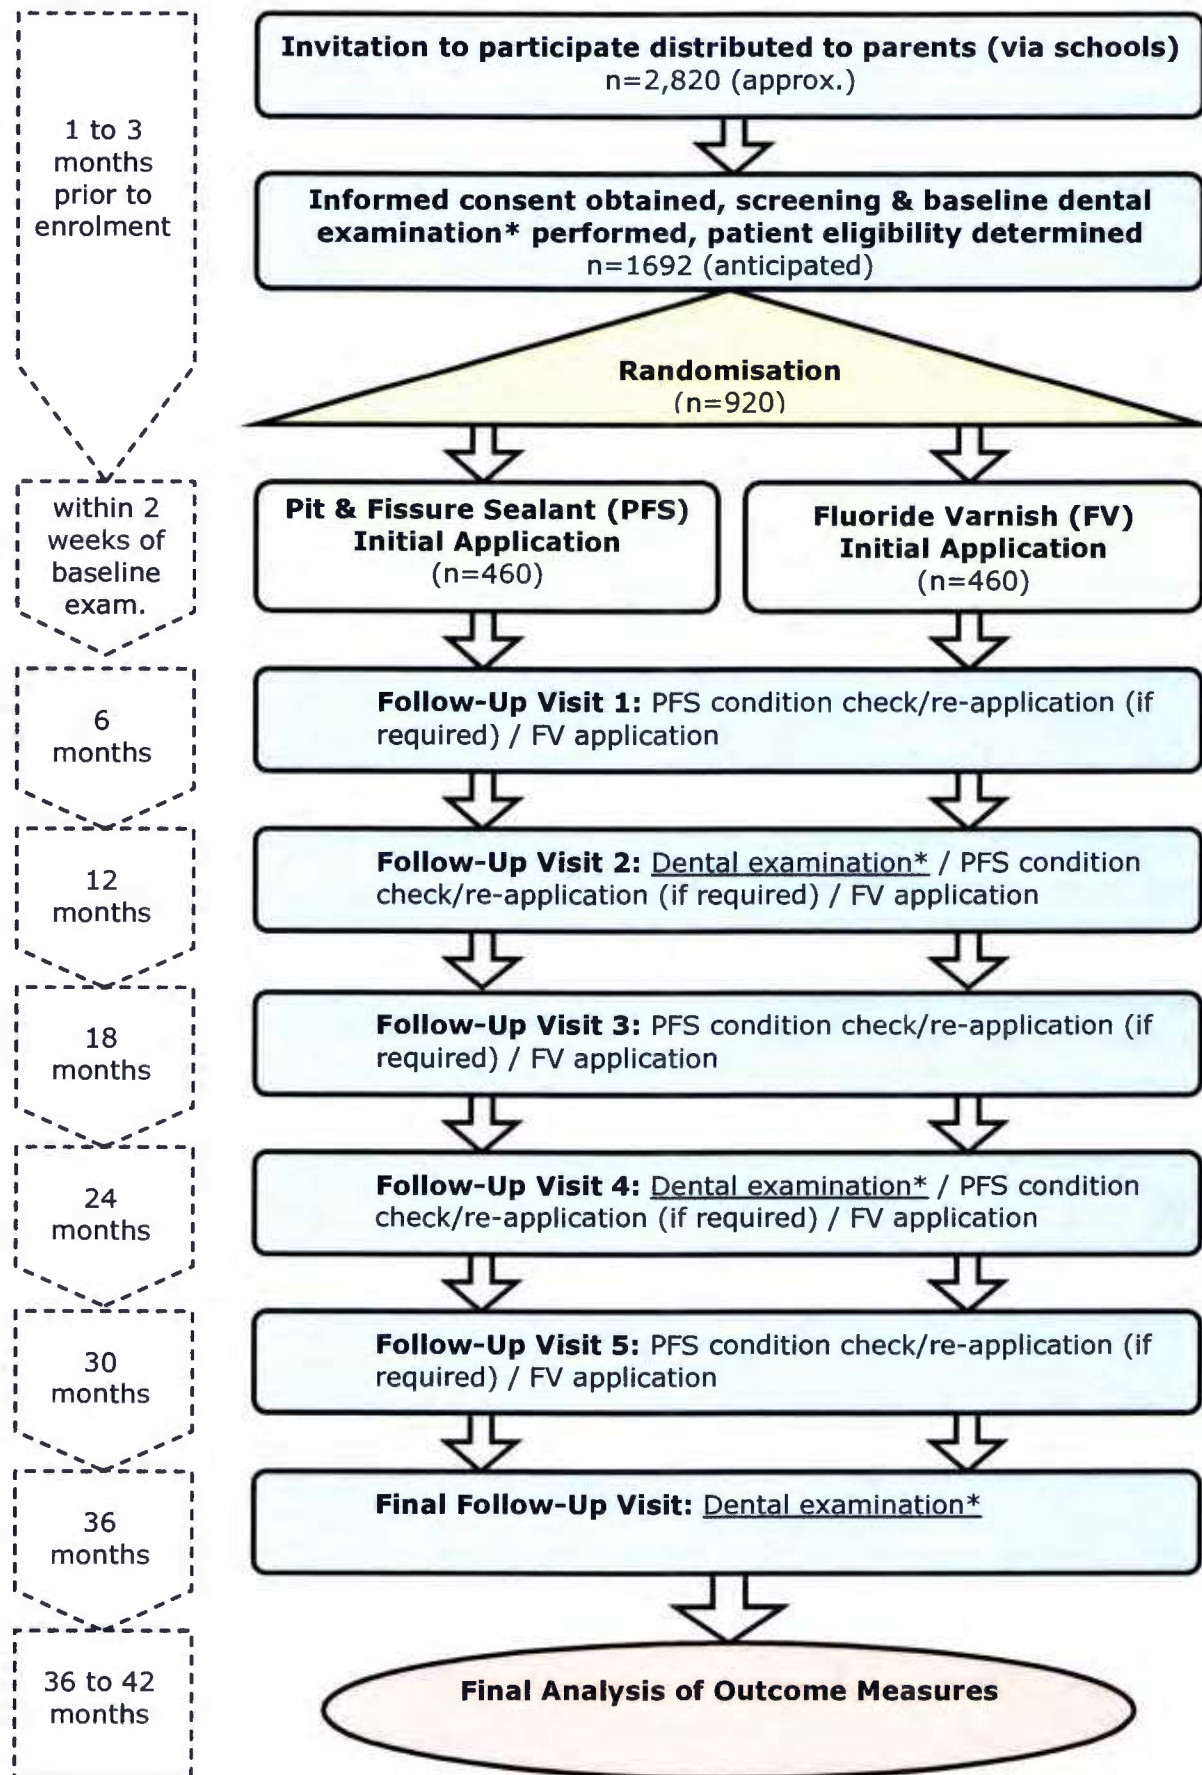 Invitation to participate distributed to parents (via schools)
n=2,820 (approx.)
1 to 3
months
prior to
enrolment
Informed consent obtained, screening & baseline dental
examination* performed, patient eligibility determined
n=1692 (anticipated)
Randomisation
(n=920)
within 2
weeks of
baseline
exam.
Pit & Fissure Sealant (PFS)
Initial Application
(n=460)
Fluoride Varnish (FV)
Initial Application
(n=460)
6
months
Follow-Up Visit 1: PFS condition check/re-application (if
required) / FV application
12
months
Follow-Up Visit 2: Dental examination* / PFS condition
check/re-application (if required) / FV application
18
months
Follow-Up Visit 3: PFS condition check/re-application (if
required) / FV application
24
months
Follow-Up Visit 4: Dental examination* / PFS condition
check/re-application (if required) / FV application
30
months
Follow-Up Visit 5: PFS condition check/re-application (if
required) / FV application
36
months
Final Follow-Up Visit: Dental examination*
36 to 42
months
Final Analysis of Outcome Measures